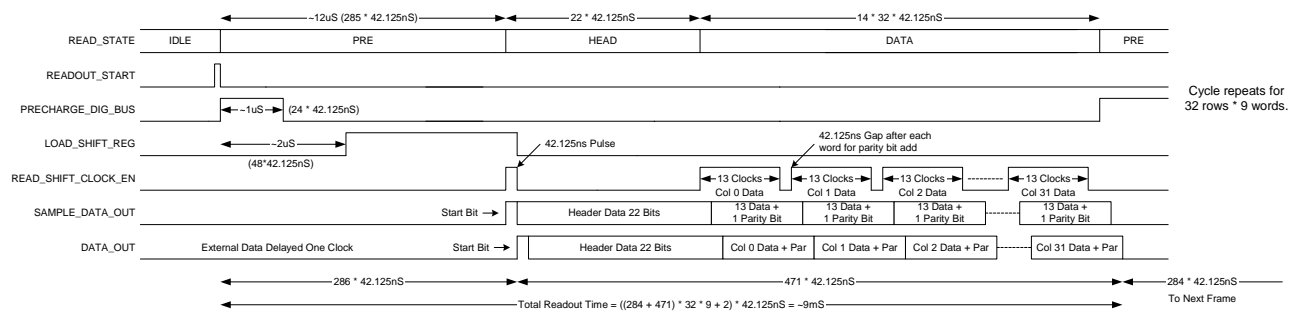 ~12uS (285 * 42.125nS)
22 * 42.125nS
14 * 32 * 42.125nS
READ_STATE
IDLE
PRE
HEAD
DATA
PRE
READOUT_START
PRECHARGE_DIG_BUS
~1uS
(24 * 42.125nS)
Cycle repeats for
32 rows * 9 words.
LOAD_SHIFT_REG
~2uS
(48*42.125nS)
42.125ns Pulse
42.125ns Gap after each
word for parity bit add
READ_SHIFT_CLOCK_EN
13 Clocks
13 Clocks
13 Clocks
13 Clocks
Col 0 Data
Col 1 Data
Col 2 Data
Col 31 Data
SAMPLE_DATA_OUT
Start Bit
Header Data 22 Bits
13 Data +
1 Parity Bit
13 Data +
1 Parity Bit
13 Data +
1 Parity Bit
13 Data +
1 Parity Bit
DATA_OUT
External Data Delayed One Clock
Start Bit
Header Data 22 Bits
Col 0 Data + Par
Col 1 Data + Par
Col 2 Data + Par
Col 31 Data + Par
286 * 42.125nS
471 * 42.125nS
284 * 42.125nS
To Next Frame
Total Readout Time = ((284 + 471) * 32 * 9 + 2) * 42.125nS = ~9mS